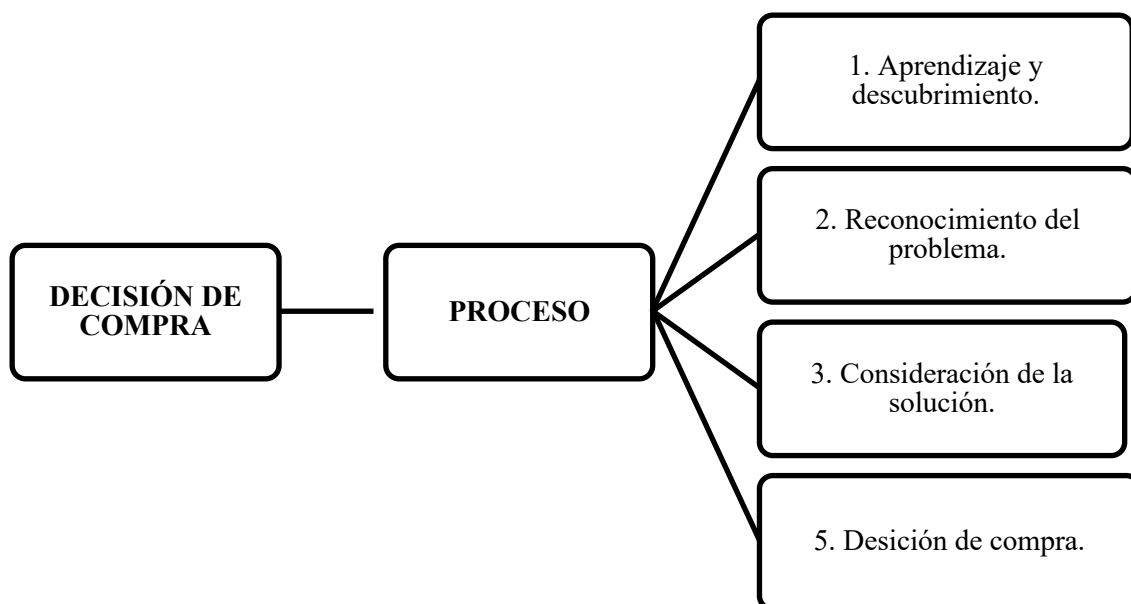 1. Aprendizaje y
descubrimiento.
2. Reconocimiento del
problema.
DECISIÓN DE
COMPRA
PROCESO
3. Consideración de la
solución.
5. Desición de compra.